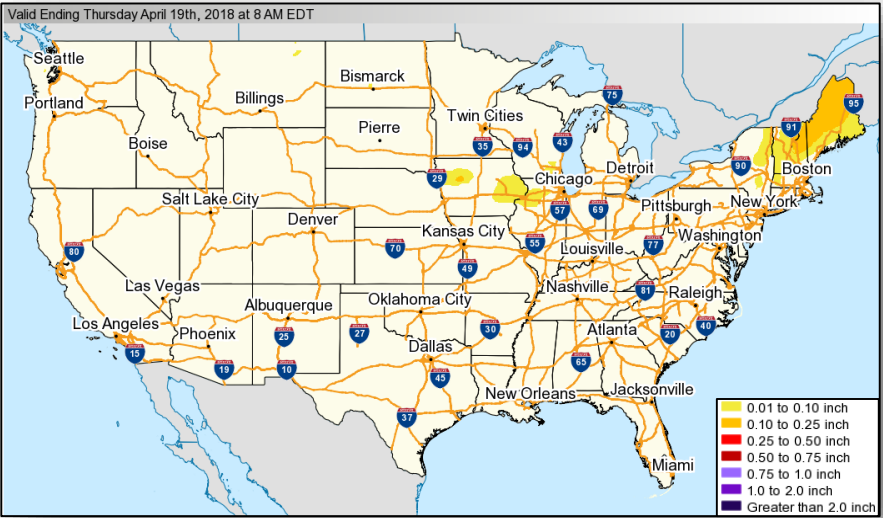 Valid Ending Thursday April 19th, 2018 at 8 AM EDT
Seattle
Portland
Billings
Bismarck
Twin Cities
75
95
91
Boise
Pierre
35
94
43
90
Boston
29
Chicago
Detroit
Salt Lake City
57
69
Pittsburgh
New York
Denver
Kansas City
55
Louisville
77
Washington
80
70
49
Las Vegas
Albuquerque
Oklahoma City
Nashville
81
Raleigh
Los Angeles
Phoenix
25
27
30
Atlanta
20
40
15
19
10
Dallas
45
65
37
New Orleans
Jacksonville
Miami
0.01 to 0.10 inch
0.10 to 0.25 inch
0.25 to 0.50 inch
0.50 to 0.75 inch
0.75 to 1.0 inch
1.0 to 2.0 inch
Greater than 2.0 inch